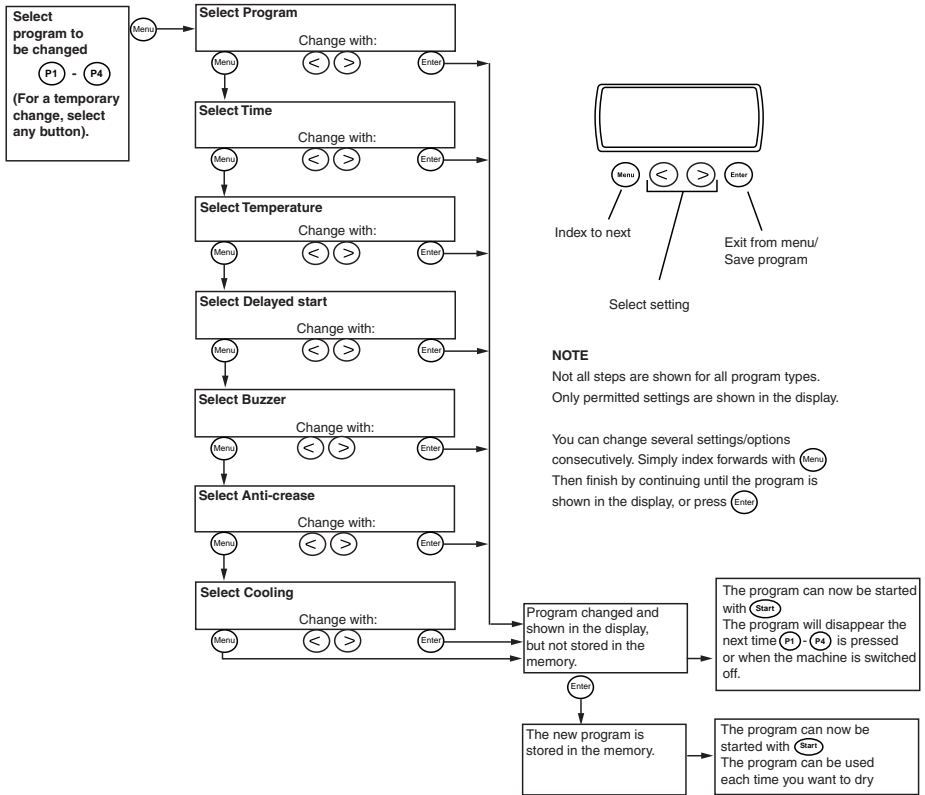 Select
program to
be changed
P1 - P4
(For a temporary
change, select
any button).
Menu
Select Program
Change with:
Menu < > Enter
Select Time
Change with:
Menu < > Enter
Select Temperature
Change with:
Menu < > Enter
Select Delayed start
Change with:
Menu < > Enter
Select Buzzer
Change with:
Menu < > Enter
Select Anti-crease
Change with:
Menu < > Enter
Select Cooling
Change with:
Menu < > Enter
Menu < > Enter
Index to next
Exit from menu/
Save program
Select setting
NOTE
Not all steps are shown for all program types.
Only permitted settings are shown in the display.
You can change several settings/options
consecutively. Simply index forwards with Menu
Then finish by continuing until the program is
shown in the display, or press Enter
Program changed and
shown in the display,
but not stored in the
memory.
The program can now be started
with Start
The program will disappear the
next time P1 - P4 is pressed
or when the machine is switched
off.
Enter
The new program is
stored in the memory.
The program can now be
started with Start
The program can be used
each time you want to dry